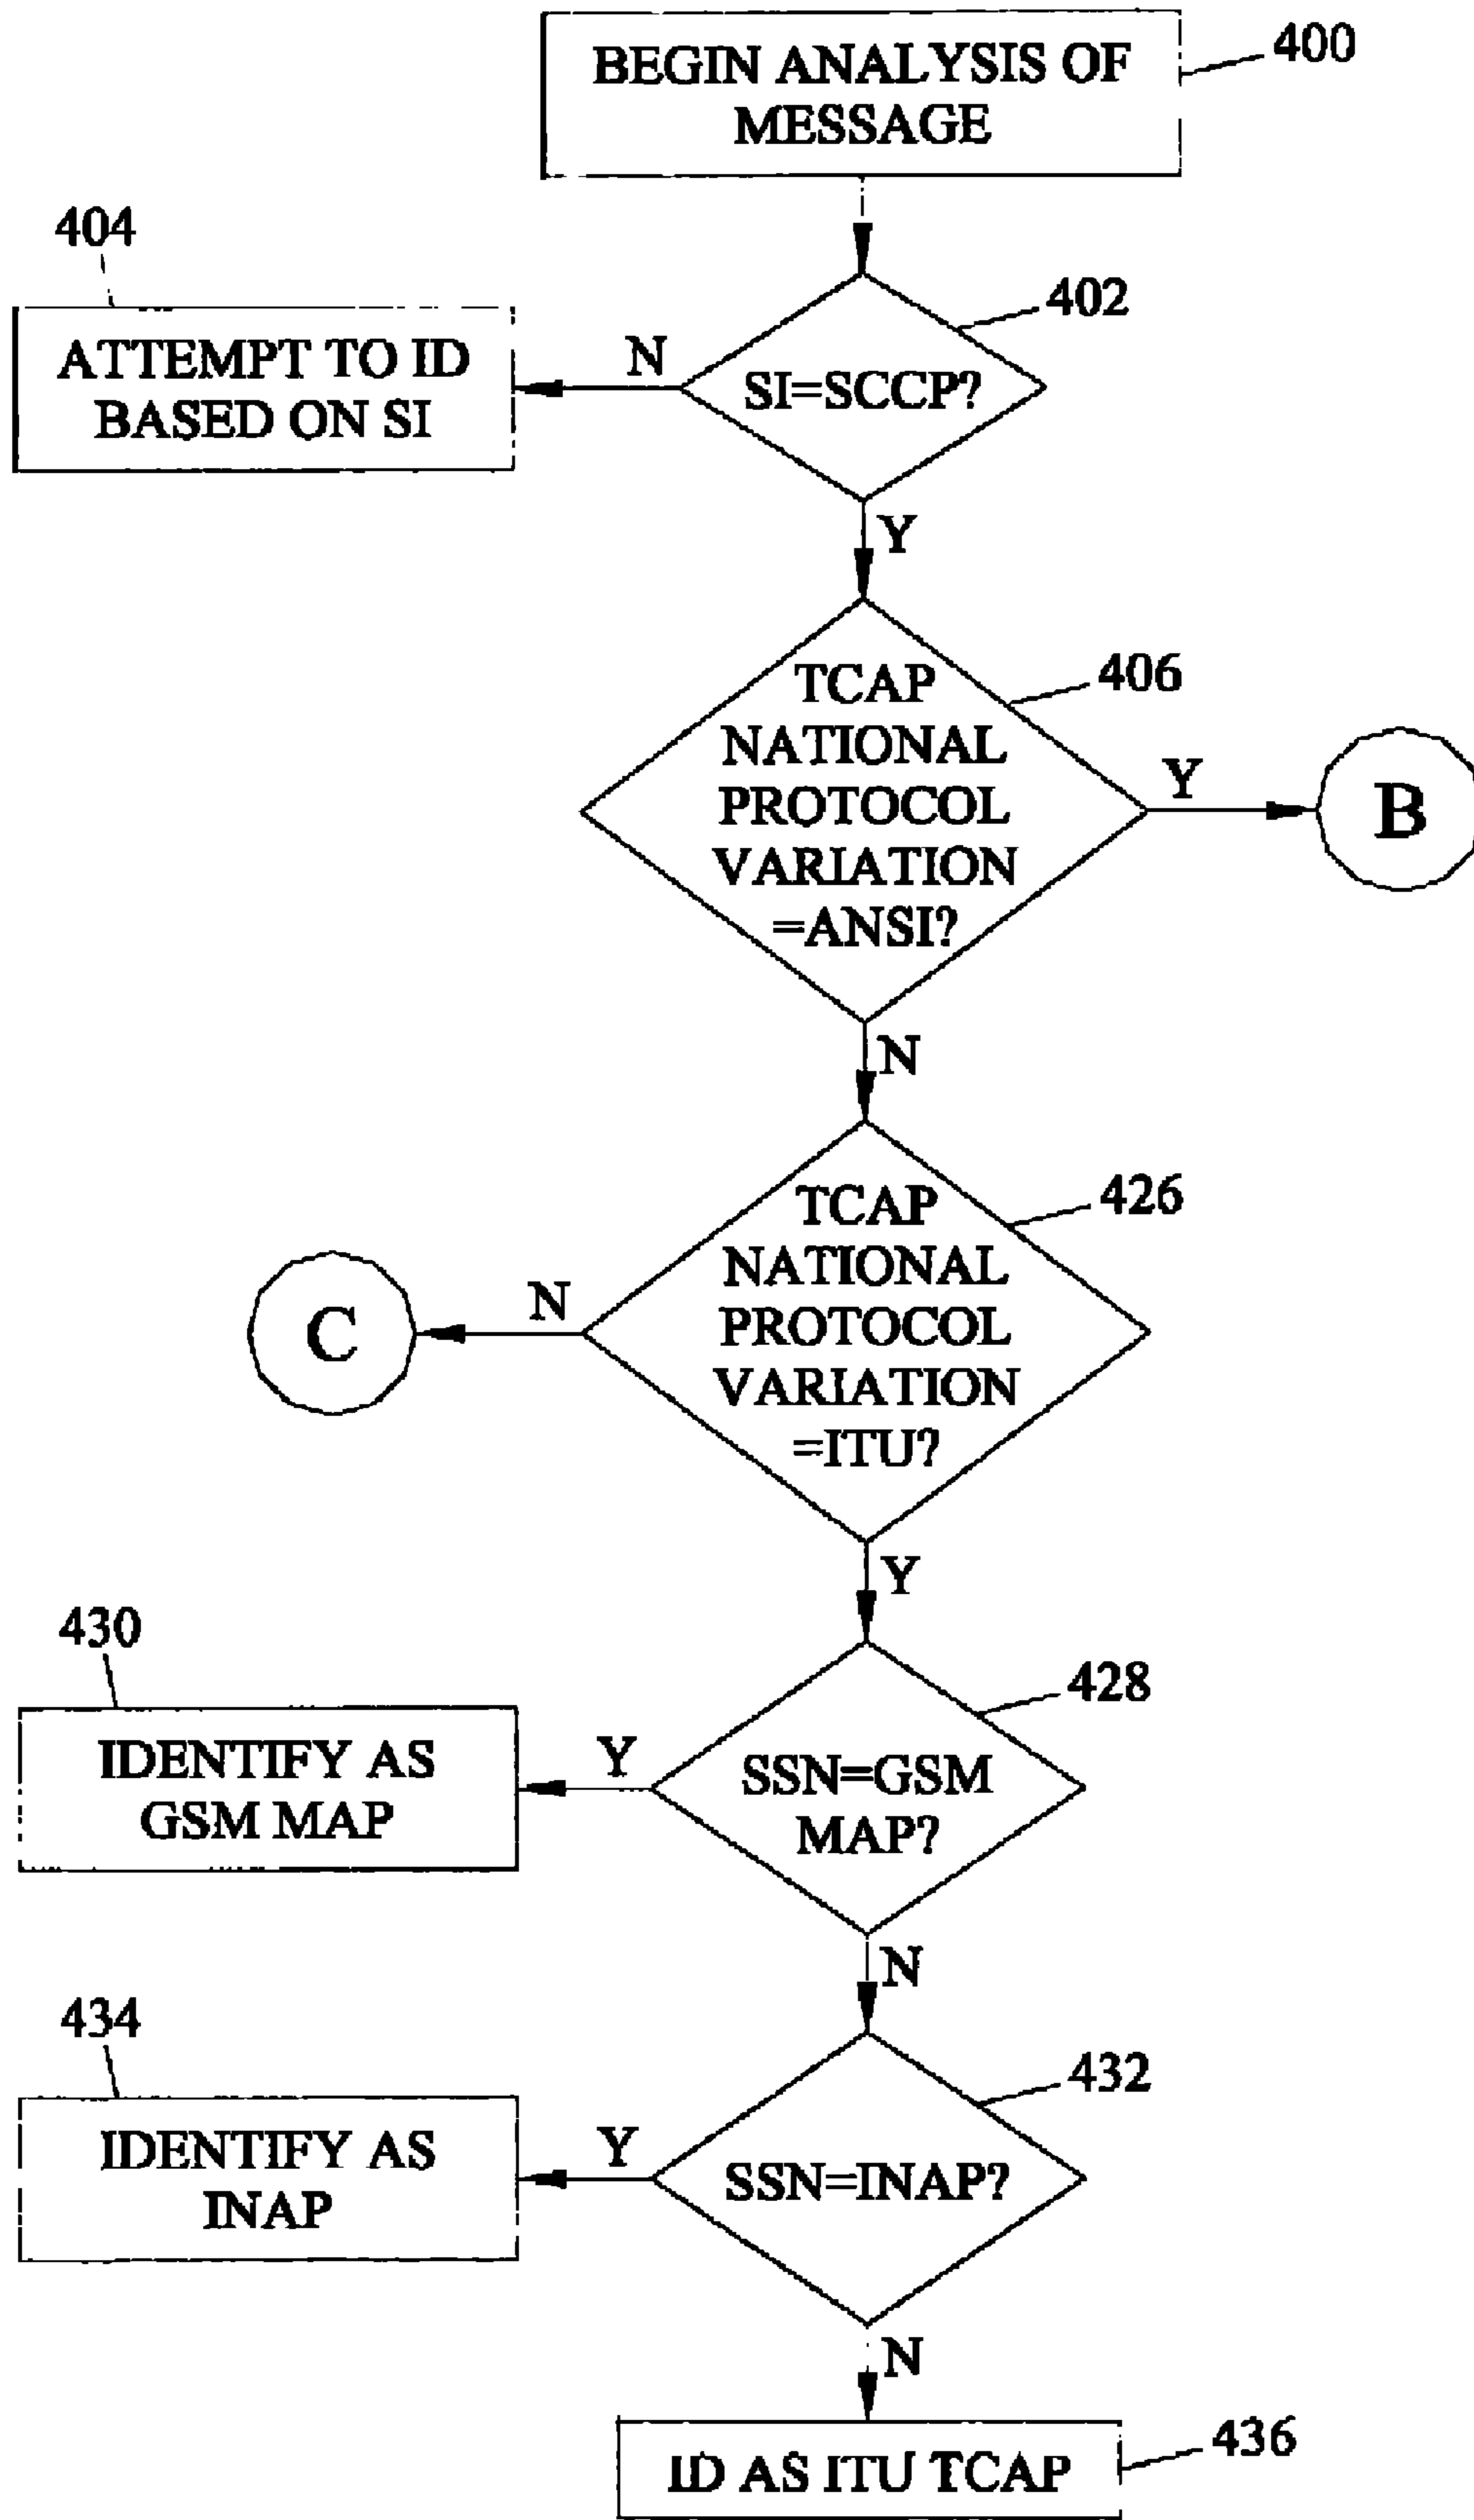 BEGIN ANALYSIS OF
MESSAGE
400
404
402
ATTEMPT TO ID
BASED ON SI
N
SI=SCCP?
Y
TCAP
NATIONAL
PROTOCOL
VARIATION
=ANSI?
406
Y
B
N
TCAP
NATIONAL
PROTOCOL
VARIATION
=ITU?
426
N
C
Y
430
428
IDENTIFY AS
GSM MAP
Y
SSN=GSM
MAP?
N
434
432
IDENTIFY AS
INAP
Y
SSN=INAP?
N
ID AS ITU TCAP
436